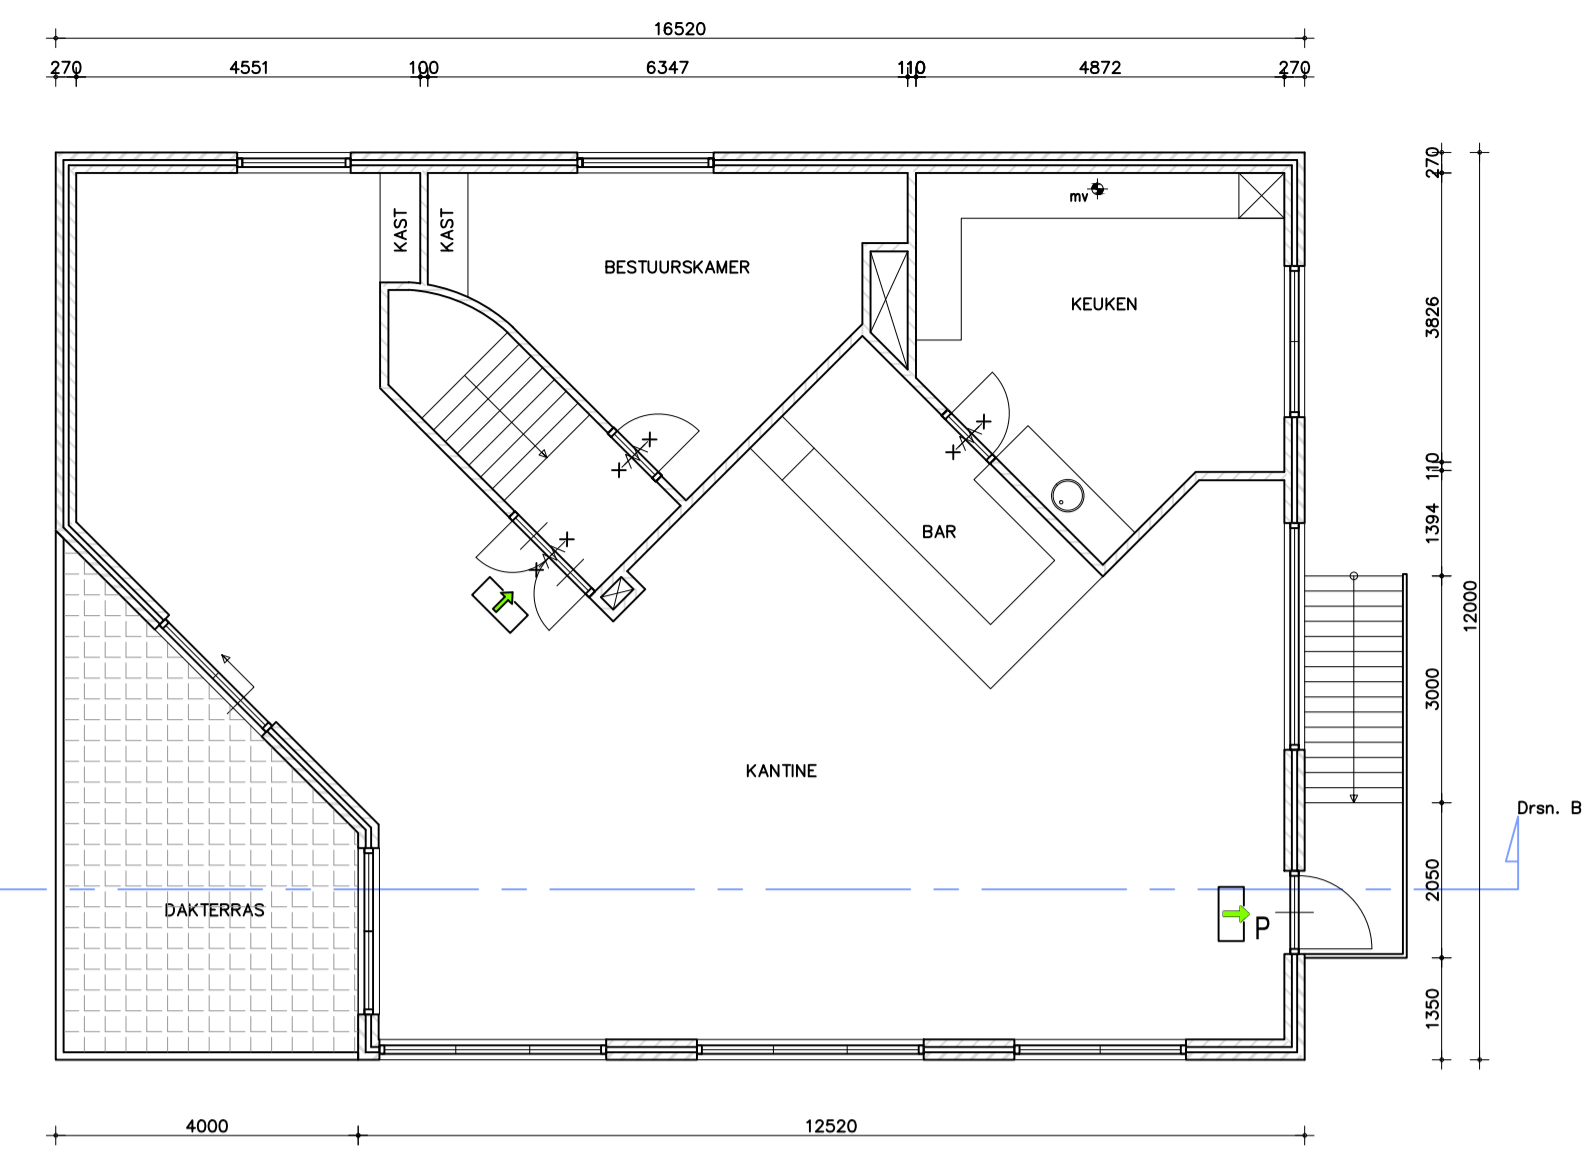 16520
270
4551
100
6347
110
4872
270
270
KAST
KAST
mv
BESTUURSKAMER
KEUKEN
3826
110
1394
BAR
12000
3000
KANTINE
Drsn. B
2050
DAKTERRAS
P
1350
4000
12520